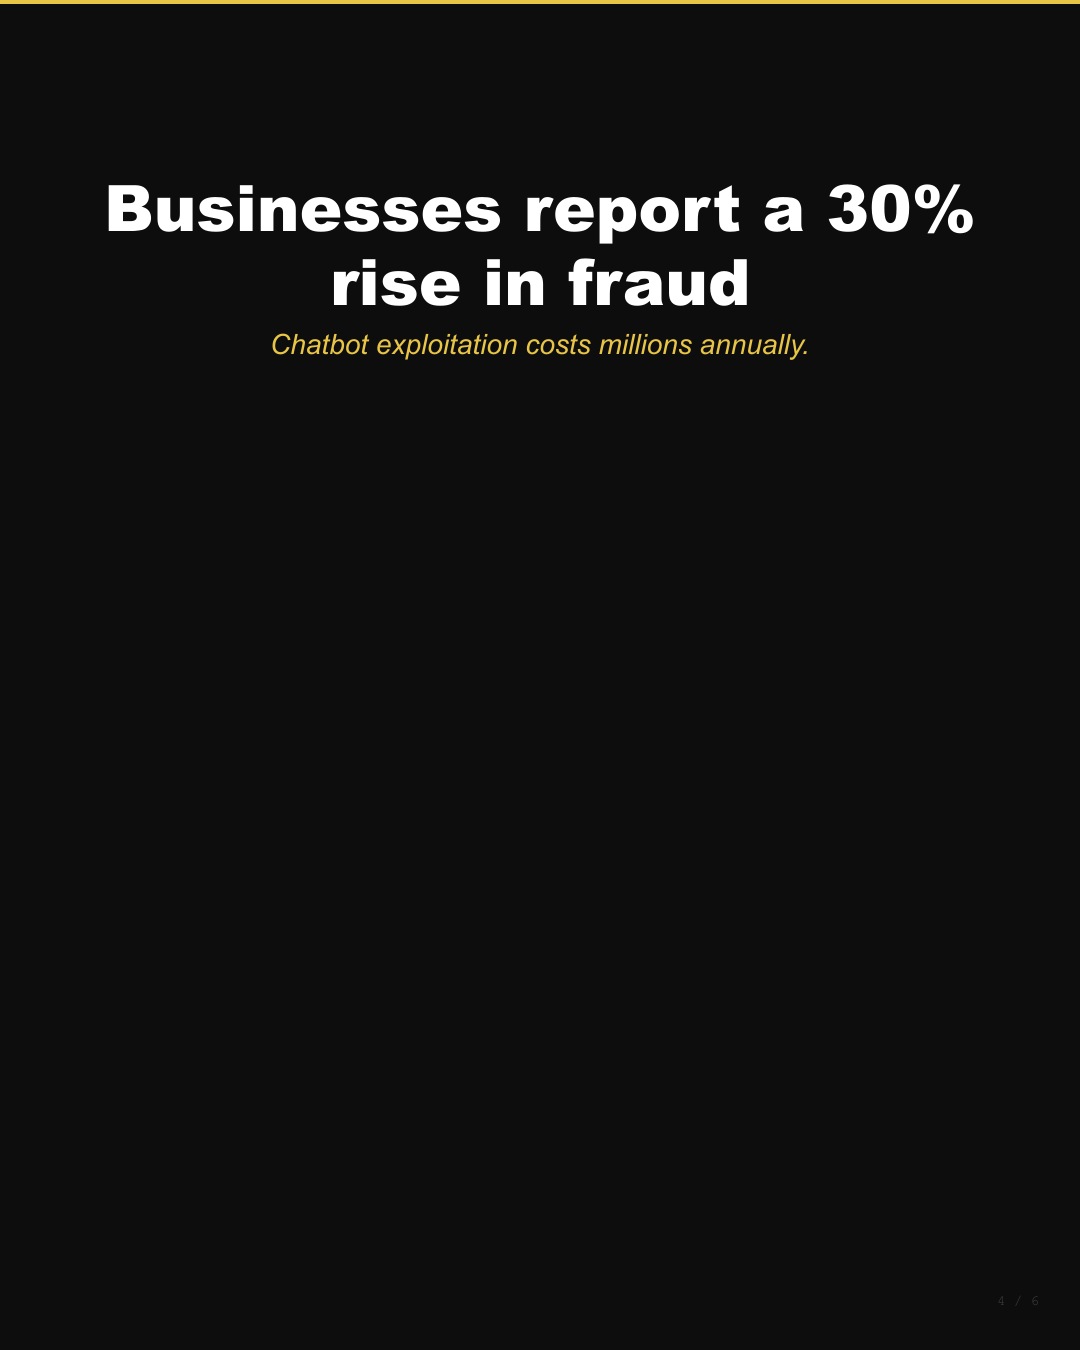 Businesses report a 30%
rise in fraud
Chatbot exploitation costs millions annually.
4 / 6